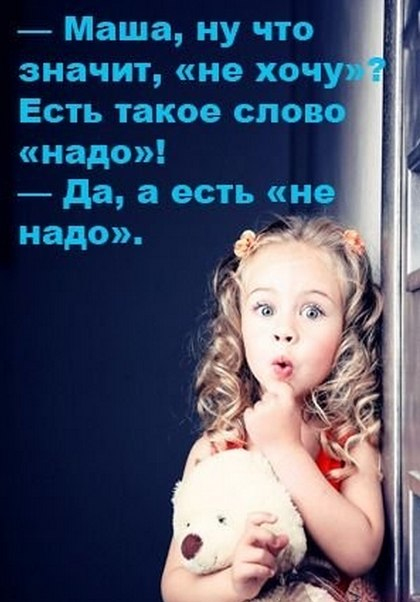 — Маша, ну что
значит, «не хочу»?
Есть такое слово
«надо»!
— Да, а есть «не
надо».